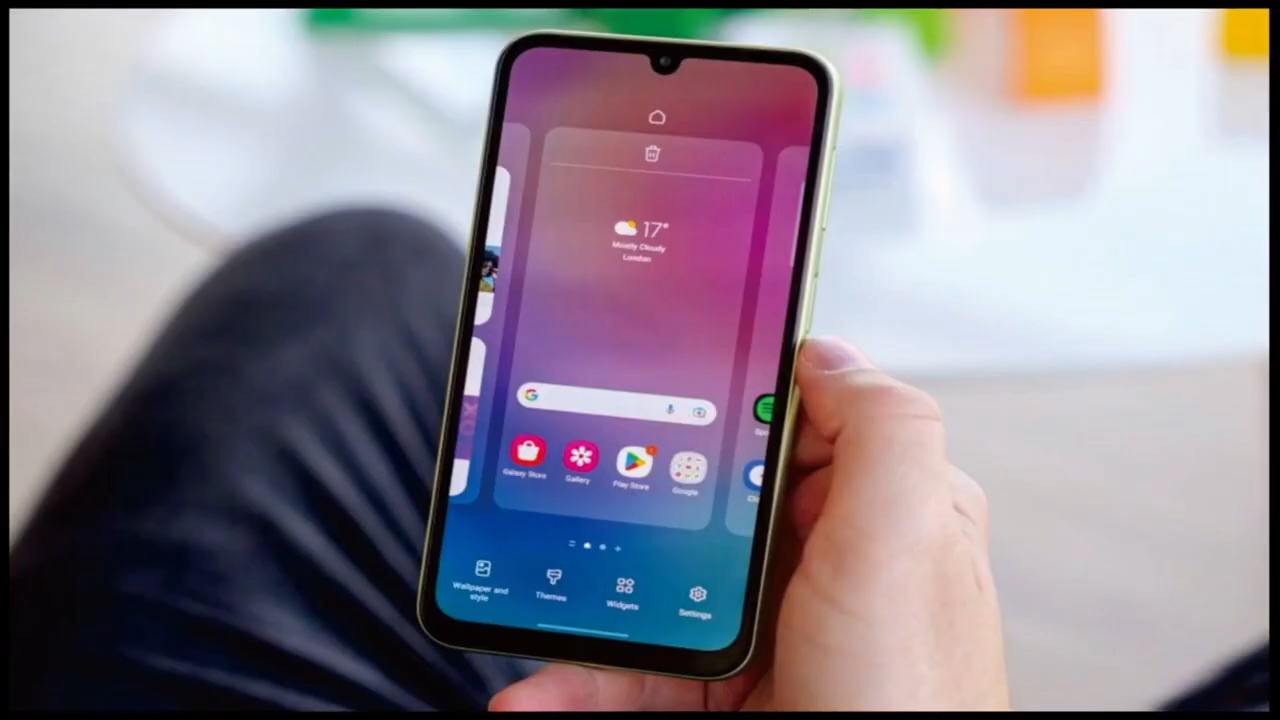 17°
Mostly Cloudy
London
G
Galaxy Store
Gallery
Play Store
Google
Wallpaper and
style
Themes
Widgets
Settings